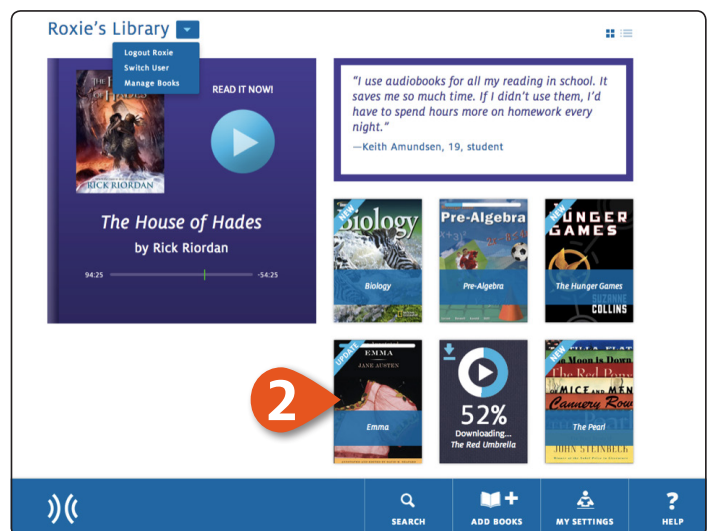 Roxie's Library
Logout Roxie
Switch User
Manage Books
READ IT NOW!
RICK RIORDAN
The House of Hades
by Rick Riordan
94:25
-54:25
"I use audiobooks for all my reading in school. It
saves me so much time. If I didn't use them, I'd
have to spend hours more on homework every
night."
—Keith Amundsen, 19, student
NEW
Biology
Biology
Pre-Algebra
Pre-Algebra
NEW
HUNGER
GAMES
The Hunger Games
SUZANNE
COLLINS
UPDATE
EMMA
JANE AUSTEN
Emma
2
52%
Downloading...
The Red Umbrella
NEW
TORTILLA FLAT
The Moon is Down
The Red Pony
OF MICE AND MEN
Cannery Row
The Pearl
JOHN STEINBECK
SEARCH
ADD BOOKS
MY SETTINGS
HELP